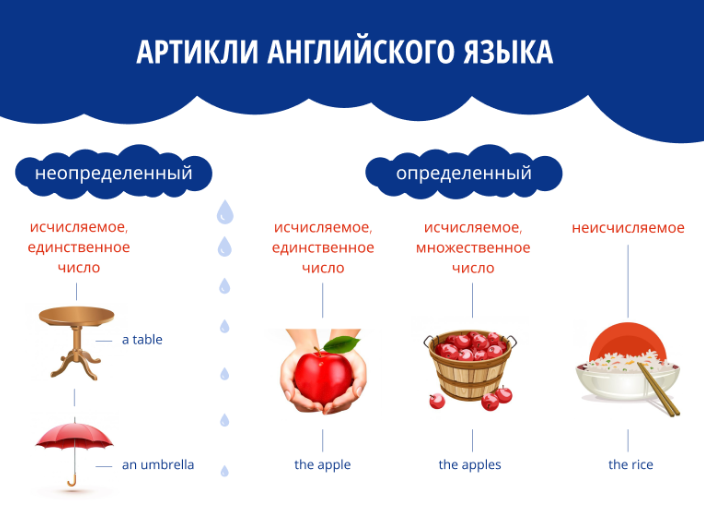 АРТИКЛИ АНГЛИЙСКОГО ЯЗЫКА
неопределенный
определенный
исчисляемое,
единственное
число
исчисляемое,
единственное
число
исчисляемое,
множественное
число
неисчисляемое
a table
an umbrella
the apple
the apples
the rice